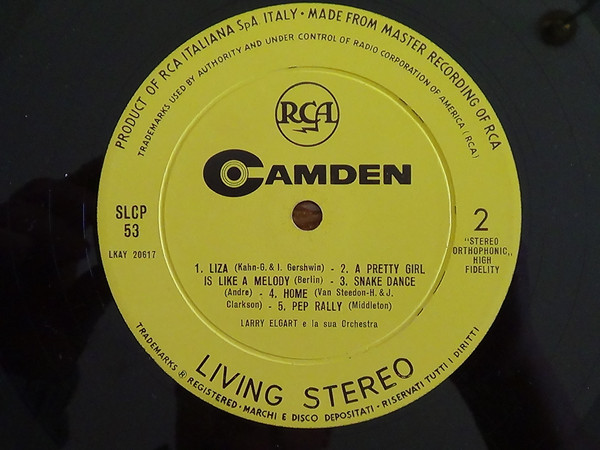 PRODUCT OF RCA ITALIANA SpA ITALY · MADE FROM MASTER RECORDING OF RCA
TRADEMARKS USED BY AUTHORITY AND UNDER CONTROL OF RADIO CORPORATION OF AMERICA (RCA)
RCA
CAMDEN
SLCP
53
LKAY 20617
2
"STEREO
ORTHOPHONIC,,
HIGH
FIDELITY
1. LIZA (Kahn-G. & I. Gershwin) - 2. A PRETTY GIRL
IS LIKE A MELODY (Berlin) - 3. SNAKE DANCE
(Andre) - 4. HOME (Van Steedon-H. & J.
Clarkson) - 5. PEP RALLY (Middleton)
LARRY ELGART e la sua Orchestra
LIVING STEREO
TRADEMARKS ® REGISTERED · MARCHI E DISCO DEPOSITATI · RISERVATI TUTTI I DIRITTI